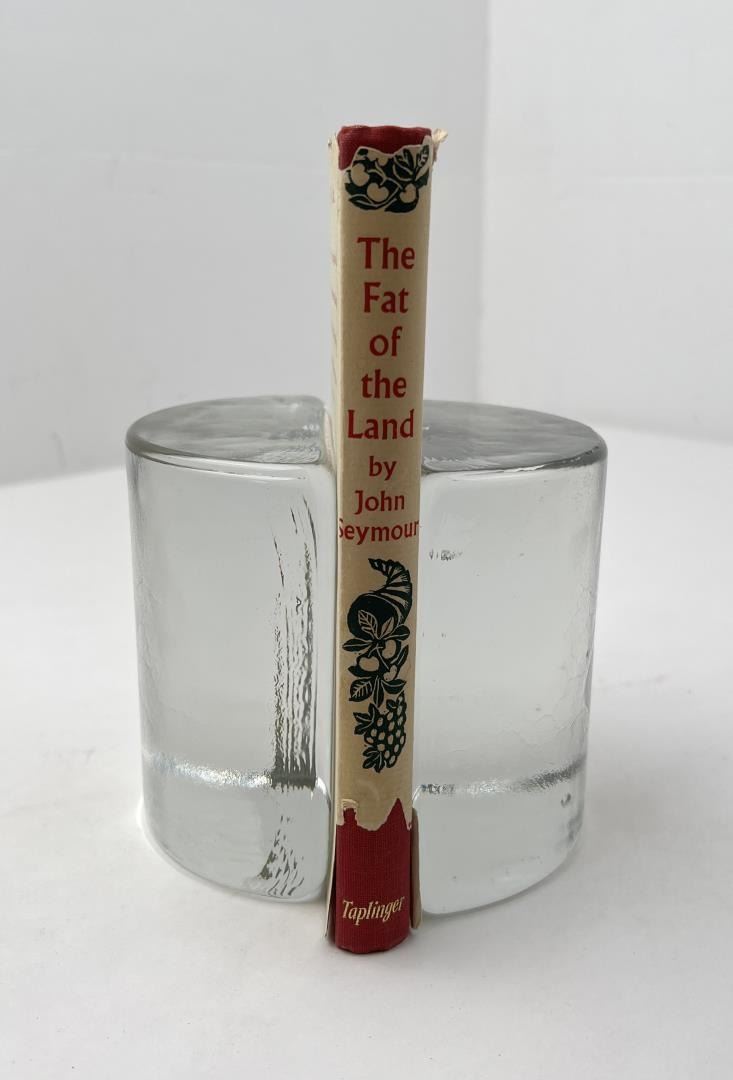 The
Fat
of
the
Land
by
John
Seymour
Taplinger